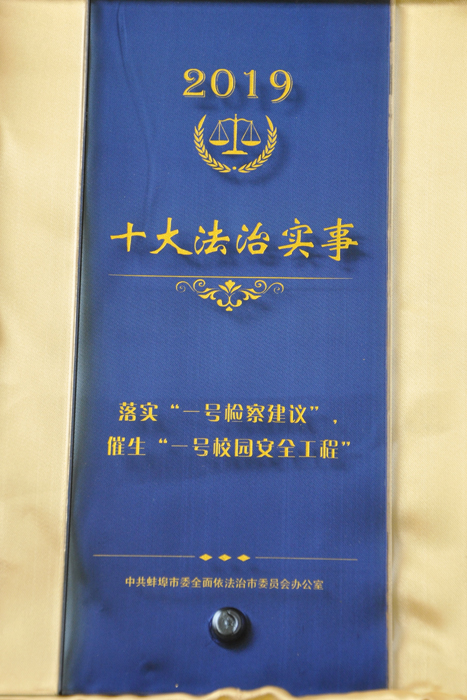 2019
十大法治实事
落实“一号检察建议”，
催生“一号校园安全工程”
中共蚌埠市委全面依法治市委员会办公室